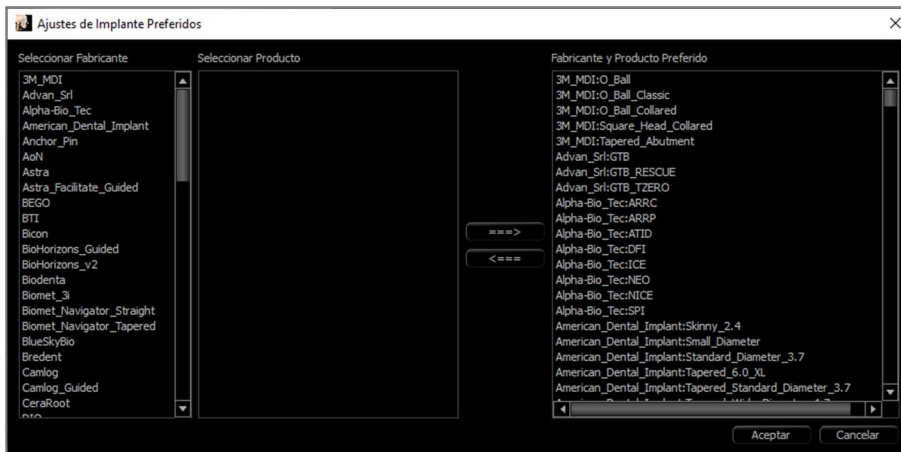 Ajustes de Implante Preferidos
Seleccionar Fabricante
3M_MDI
Advan_Srl
Alpha-Bio_Tec
American_Dental_Implant
Anchor_Pin
AoN
Astra
Astra_Facilitate_Guided
BEGO
BTI
Bicon
BioHorizons_Guided
BioHorizons_v2
Biodenta
Biomet_3i
Biomet_Navigator_Straight
Biomet_Navigator_Tapered
BlueSkyBio
Bredent
Camlog
Camlog_Guided
CeraRoot
Seleccionar Producto
===>
<===
Fabricante y Producto Preferido
3M_MDI:O_Ball
3M_MDI:O_Ball_Classic
3M_MDI:O_Ball_Collared
3M_MDI:Square_Head_Collared
3M_MDI:Tapered_Abutment
Advan_Srl:GTB
Advan_Srl:GTB_RESCUE
Advan_Srl:GTB_TZERO
Alpha-Bio_Tec:ARRC
Alpha-Bio_Tec:ARRP
Alpha-Bio_Tec:ATID
Alpha-Bio_Tec:DFI
Alpha-Bio_Tec:ICE
Alpha-Bio_Tec:NEO
Alpha-Bio_Tec:NICE
Alpha-Bio_Tec:SPI
American_Dental_Implant:Skinny_2.4
American_Dental_Implant:Small_Diameter
American_Dental_Implant:Standard_Diameter_3.7
American_Dental_Implant:Tapered_6.0_XL
American_Dental_Implant:Tapered_Standard_Diameter_3.7
Aceptar
Cancelar